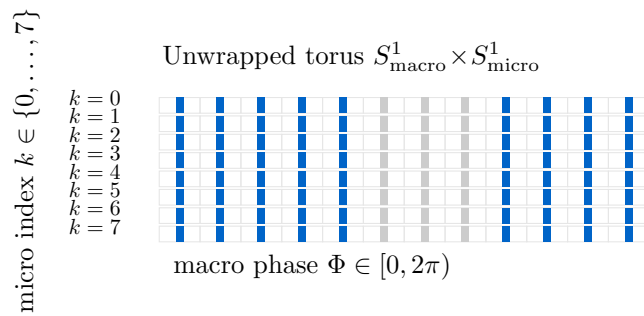 Unwrapped torus $S^1_{\text{macro}} \times S^1_{\text{micro}}$
micro index $k \in \{0, \ldots, 7\}$
$k = 0$
$k = 1$
$k = 2$
$k = 3$
$k = 4$
$k = 5$
$k = 6$
$k = 7$
macro phase $\Phi \in [0, 2\pi)$